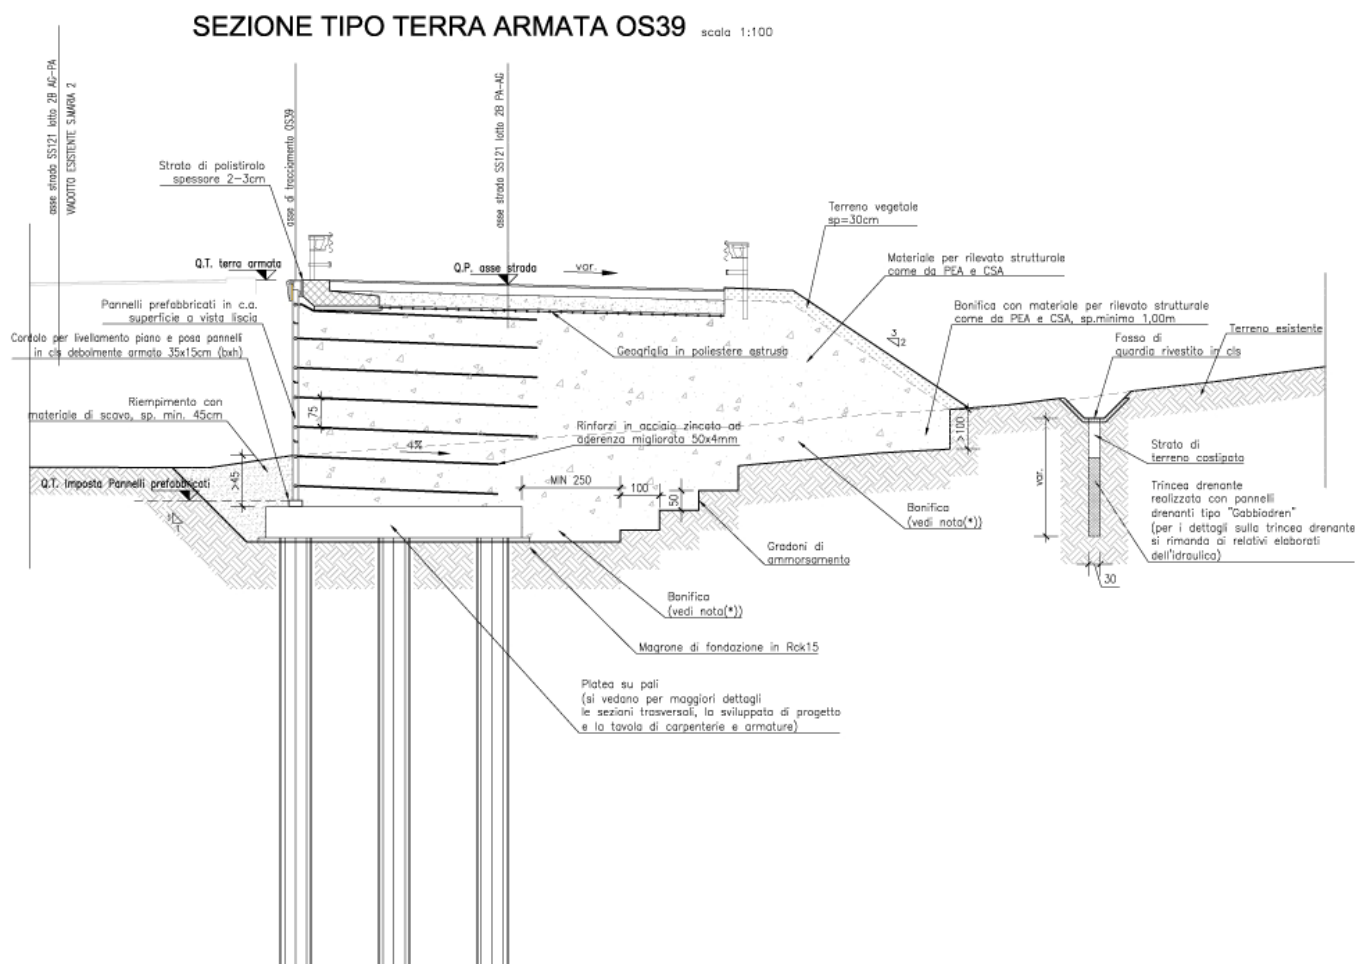 SEZIONE TIPO TERRA ARMATA OS39 scala 1:100
asse strada SS121 lotto 2B AG-PA
VIADOTTO ESISTENTE S.MARIA 2
asse di tracciamento OS39
asse strada SS121 lotto 2B PA-AG
Strato di polistirolo
spessore 2-3cm
Q.T. terra armata
Q.P. asse strada
var.
Terreno vegetale
sp=30cm
Materiale per rilevato strutturale
come da PEA e CSA
Pannelli prefabbricati in c.a.
superficie a vista liscia
Bonifica con materiale per rilevato strutturale
come da PEA e CSA, sp.minimo 1,00m
Cordolo per livellamento piano e posa pannelli
in cls debolmente armato 35x15cm (bxh)
Geogriglia in poliestere estruso
3
2
Fosso di
guardia rivestito in cls
Terreno esistente
Riempimento con
materiale di scavo, sp. min. 45cm
75
Rinforzi in acciaio zincato ad
aderenza migliorata 50x4mm
4%
>100
Strato di
terreno costipato
>45
Q.T. Imposta Pannelli prefabbricati
MIN 250
100
50
var.
Trincea drenante
realizzata con pannelli
drenanti tipo "Gabbiodren"
(per i dettagli sulla trincea drenante
si rimanda ai relativi elaborati
dell'idraulica)
Bonifica
(vedi nota(*))
Gradoni di
ammorsamento
30
Bonifica
(vedi nota(*))
Magrone di fondazione in Rck15
Platea su pali
(si vedano per maggiori dettagli
le sezioni trasversali, la sviluppata di progetto
e la tavola di carpenterie e armature)